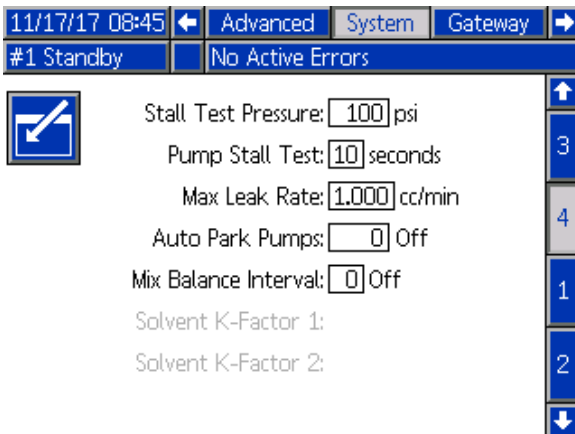 11/17/17 08:45 Advanced System Gateway
#1 Standby No Active Errors
Stall Test Pressure: 100 psi
3
Pump Stall Test: 10 seconds
Max Leak Rate: 1.000 cc/min
4
Auto Park Pumps: 0 Off
Mix Balance Interval: 0 Off
1
Solvent K-Factor 1:
Solvent K-Factor 2:
2